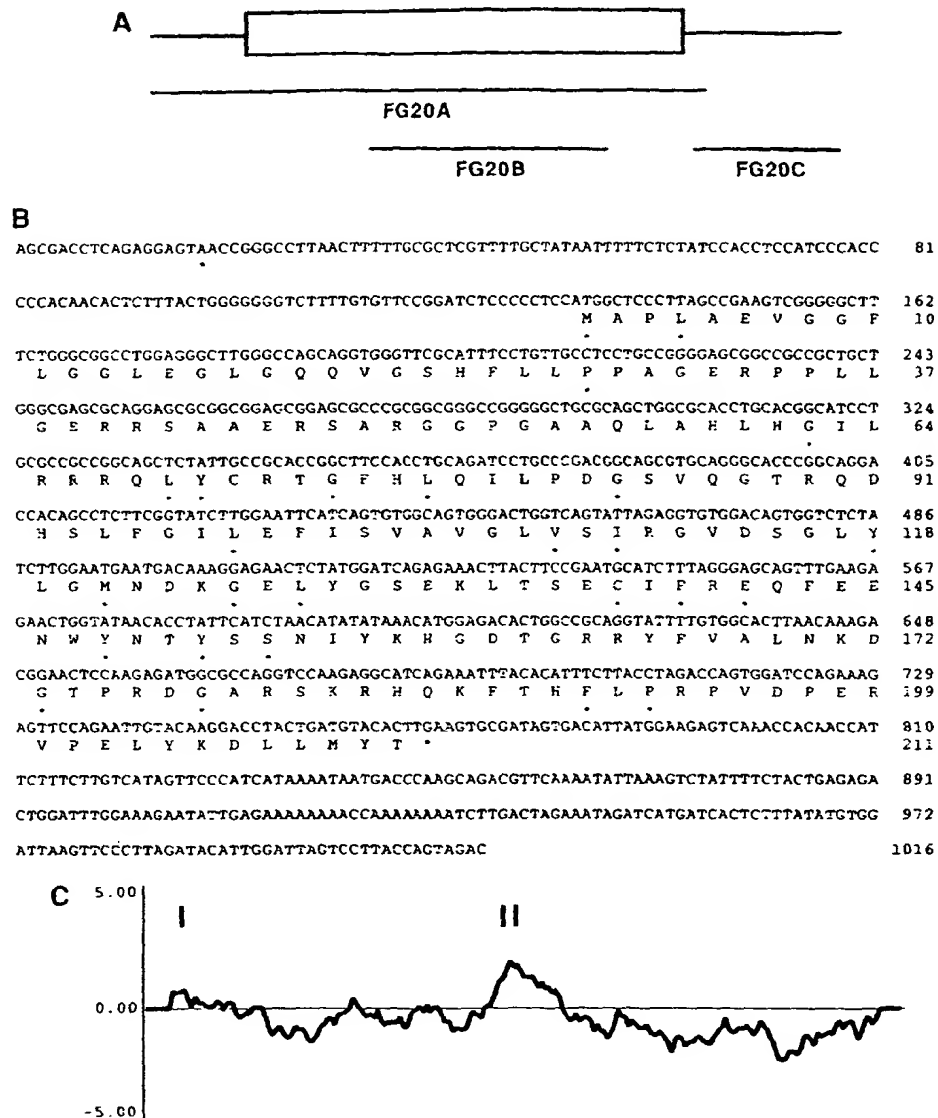 A
FG20A
FG20B
FG20C
B
AGCGACCTCAGAGGAGTAACCGGGCCTTAACTTTTTGCGCTCGTTTTGCTATAATTTTTCTCTATCCACCTCCATCCCACC 81
CCCACAACACTCTTTACTGGGGGGGTCTTTTGTGTTCCGGATCTCCCCCTCCATGGCTCCCTTAGCCGAAGTCGGGGGCTT 162
M A P L A E V G G F 10
TCTGGGCGGCCTGGAGGGCTTGGGCCAGCAGGTGGGTTCGCATTTCCTGTTGCCTCCTGCCGGGGAGCGGCCGCCGCTGCT 243
L G G L E G L G Q Q V G S H F L L P P A G E R P P L L 37
GGGCGAGCGCAGGAGCGCGGCGGAGCGGAGCGCCCGCGGCGGGCCGGGGGCTGCGCAGCTGGCGCACCTGCACGGCATCCT 324
G E R R S A A E R S A R G G P G A A Q L A H L H G I L 64
GCGCCGCCGGCAGCTCTATTGCCGCACCGGCTTCCACCTGCAGATCCTGCCCGACGGCAGCGTGCAGGGCACCCGGCAGGA 405
R R R Q L Y C R T G F H L Q I L P D G S V Q G T R Q D 91
CCACAGCCTCTTCGGTATCTTGGAATTCATCAGTGTGGCAGTGGGACTGGTCAGTATTAGAGGTGTGGACAGTGGTCTCTA 486
H S L F G I L E F I S V A V G L V S I R G V D S G L Y 118
TCTTGGAATGAATGACAAAGGAGAACTCTATGGATCAGAGAAACTTACTTCCGAATGCATCTTTAGGGAGCAGTTTGAAGA 567
L G M N D K G E L Y G S E K L T S E C I F R E Q F E E 145
GAACTGGTATAACACCTATTCATCTAACATATATAAACATGGAGACACTGGCCGCAGGTATTTTGTGGCACTTAACAAAGA 648
N W Y N T Y S S N I Y K H G D T G R R Y F V A L N K D 172
CGGAACTCCAAGAGATGGCGCCAGGTCCAAGAGGCATCAGAAATTTACACATTTCTTACCTAGACCAGTGGATCCAGAAAG 729
G T P R D G A R S K R H Q K F T H F L P R P V D P E R 199
AGTTCCAGAATTGTACAAGGACCTACTGATGTACACTTGAAGTGCGATAGTGACATTATGGAAGAGTCAAACCACAACCAT 810
V P E L Y K D L L M Y T 211
TCTTTCTTGTCATAGTTCCCATCATAAAATAATGACCCAAGCAGACGTTCAAAATATTAAAGTCTATTTTCTACTGAGAGA 891
CTGGATTTGGAAAGAATATTGAGAAAAAAAAACCAAAAAAAATCTTGACTAGAAATAGATCATGATCACTCTTTATATGTGG 972
ATTAAGTTCCCTTAGATACATTGGATTAGTCCTTACCAGTAGAC 1016
C
5.00
I II
0.00
-5.00